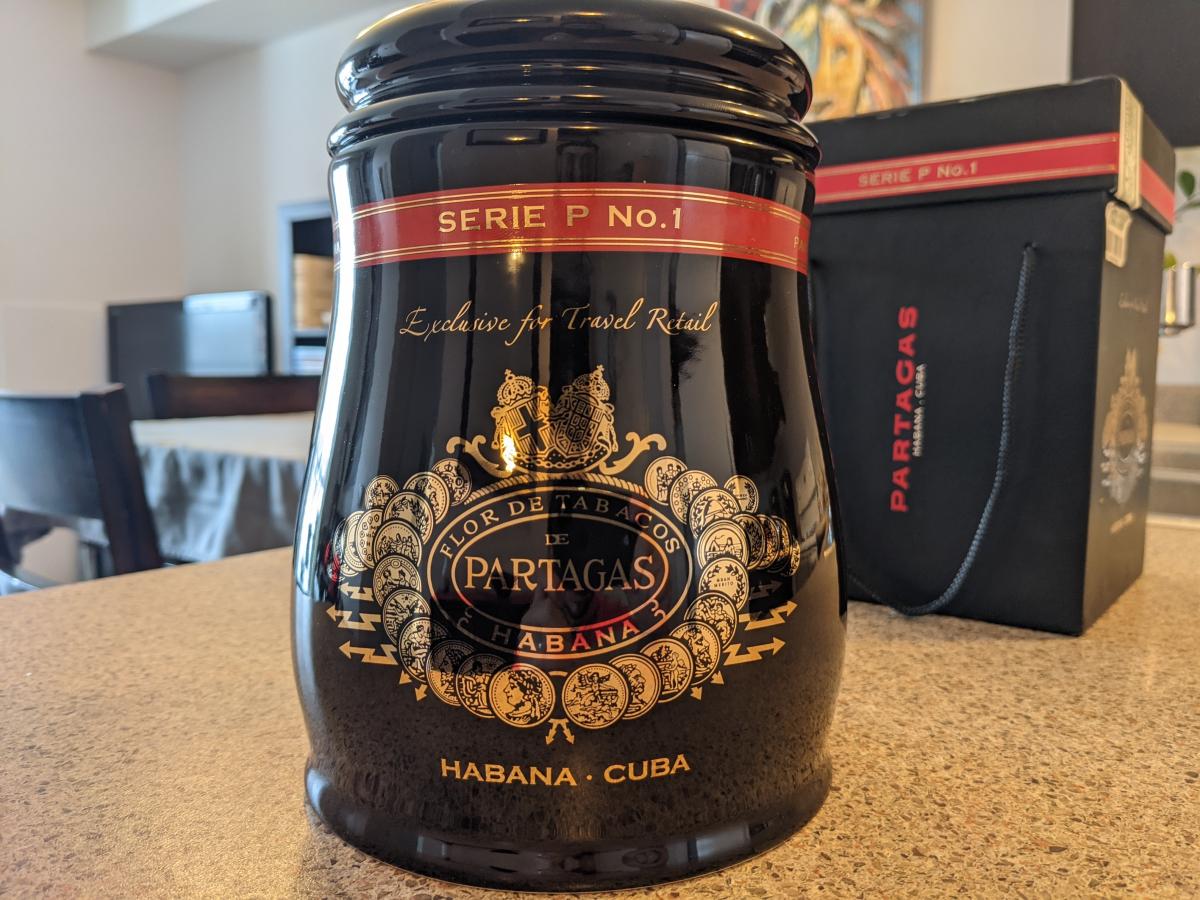 SERIE P No.1
Exclusive for Travel Retail
FLOR DE TABACOS
DE
PARTAGAS
HABANA
HABANA · CUBA
SERIE P No.1
PARTAGAS
HABANA · CUBA